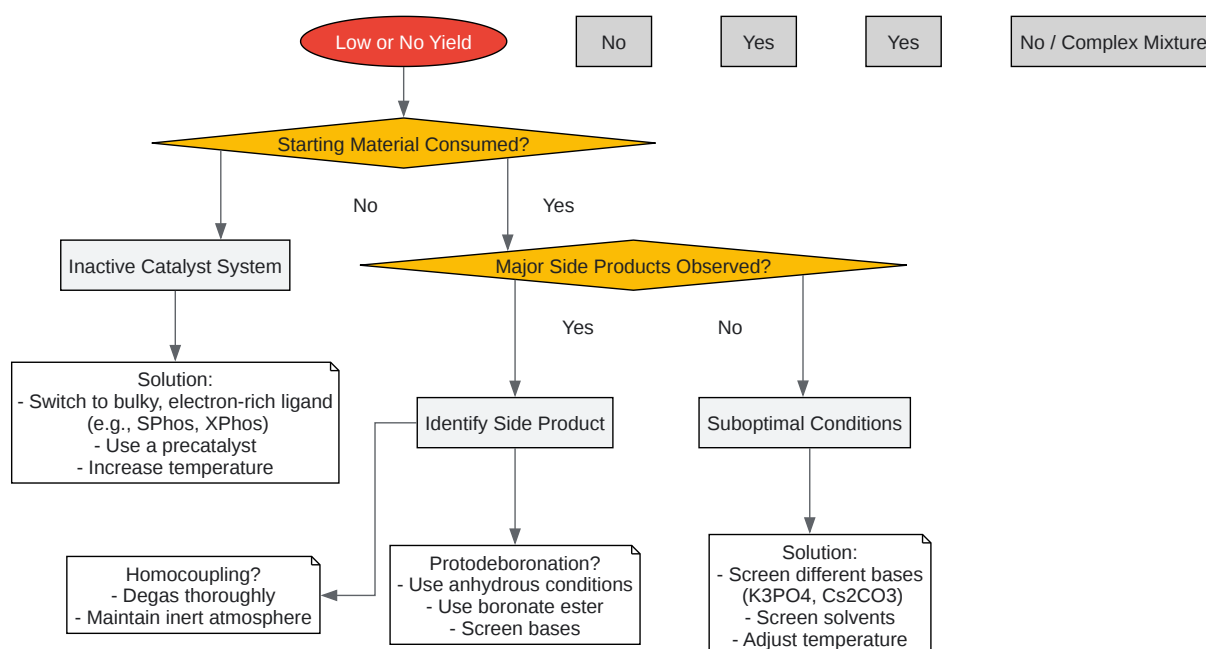 Low or No Yield
No
Yes
Yes
No / Complex Mixture
Starting Material Consumed?
No
Yes
Inactive Catalyst System
Major Side Products Observed?
Yes
No
Solution:
- Switch to bulky, electron-rich ligand
(e.g., SPhos, XPhos)
- Use a precatalyst
- Increase temperature
Identify Side Product
Suboptimal Conditions
Homocoupling?
- Degas thoroughly
- Maintain inert atmosphere
Protodeboronation?
- Use anhydrous conditions
- Use boronate ester
- Screen bases
Solution:
- Screen different bases
(K3PO4, Cs2CO3)
- Screen solvents
- Adjust temperature